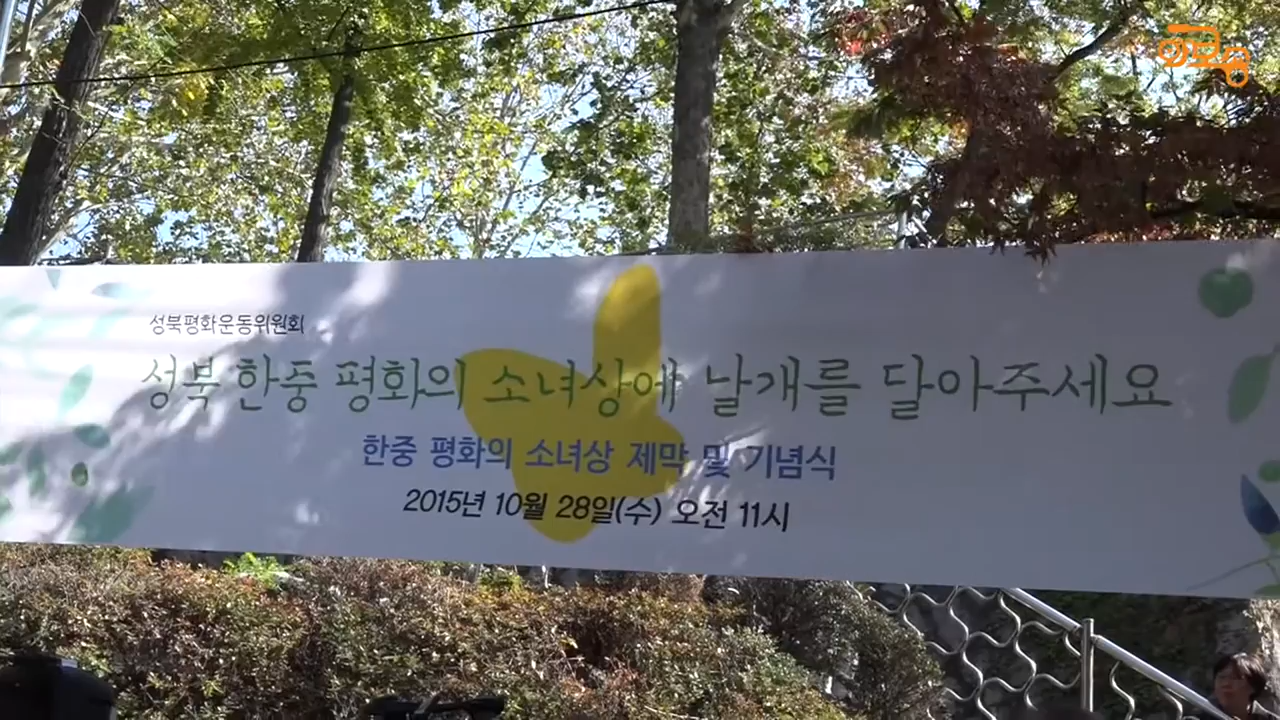 성북평화운동위원회
성북 한중 평화의 소녀상에 날개를 달아주세요
한중 평화의 소녀상 제막 및 기념식
2015년 10월 28일(수) 오전 11시